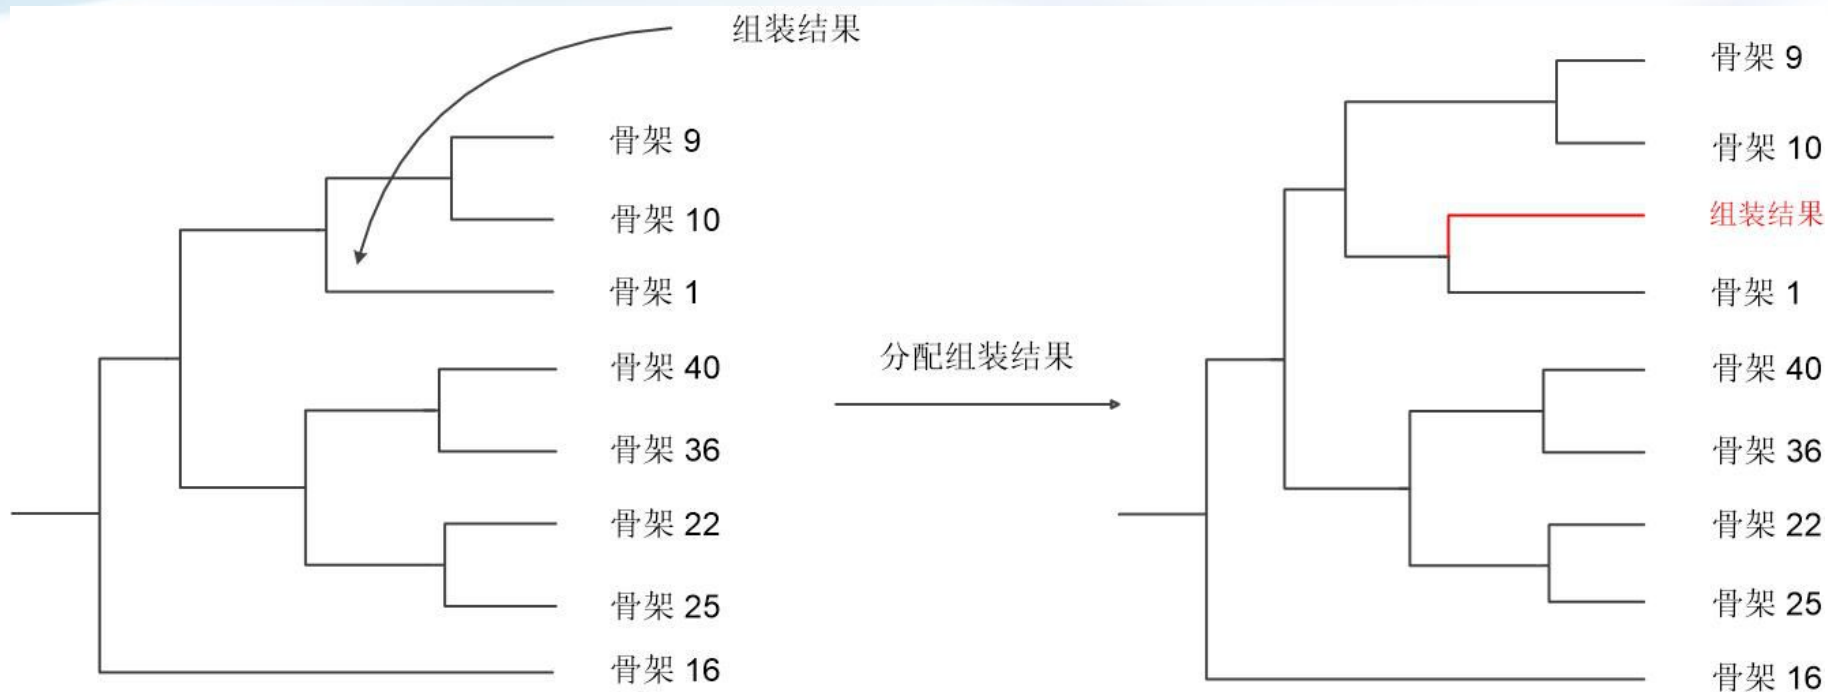 组装结果
骨架 9
骨架 10
骨架 1
骨架 40
骨架 36
骨架 22
骨架 25
骨架 16
分配组装结果
骨架 9
骨架 10
组装结果
骨架 1
骨架 40
骨架 36
骨架 22
骨架 25
骨架 16